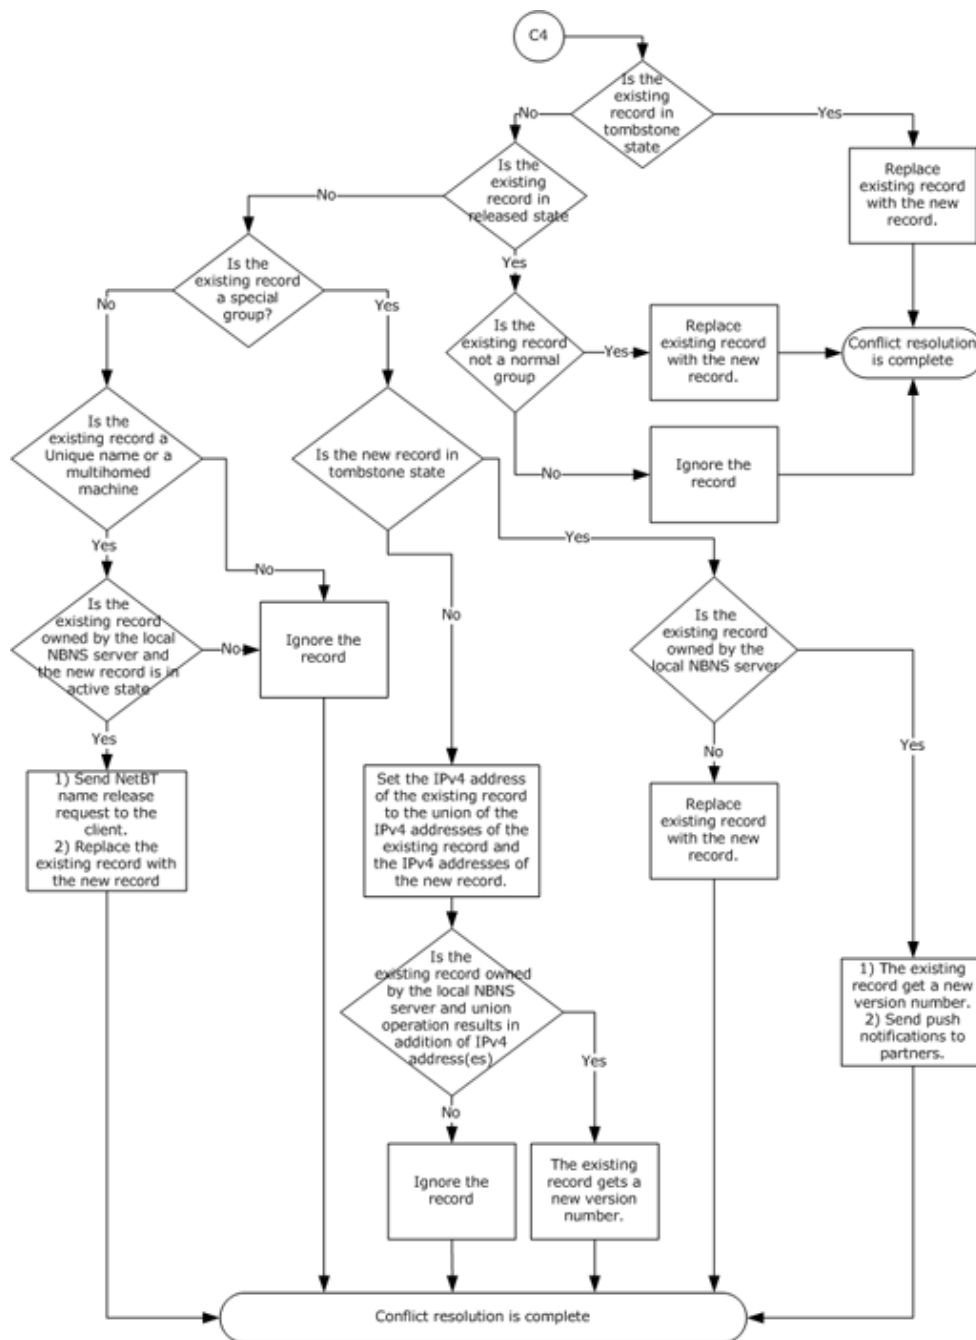 C4
Is the
existing
record in
tombstone
state
No
Yes
Is the
existing
record in
released state
Replace
existing record
with the new
record.
No
Is the
existing record
a special
group?
Yes
No
Yes
Is the
existing record
not a normal
group
Yes
Replace
existing record
with the new
record.
Conflict resolution
is complete
Is the
existing record a
Unique name or a
multihomed
machine
Is the new record in
tombstone state
No
Ignore the
record
Yes
No
Yes
Is the
existing record
owned by the local
NBNS server and
the new record is in
active state
No
Ignore the
record
No
Is the
existing record
owned by the
local NBNS server
Yes
No
Yes
1) Send NetBT
name release
request to the
client.
2) Replace the
existing record with
the new record
Set the IPv4 address
of the existing record
to the union of the
IPv4 addresses of the
existing record and
the IPv4 addresses of
the new record.
Replace
existing record
with the new
record.
Is the
existing record owned
by the local NBNS
server and union
operation results in
addition of IPv4
address(es)
1) The existing
record get a new
version number.
2) Send push
notifications to
partners.
Yes
No
Ignore the
record
The existing
record gets a
new version
number.
Conflict resolution is complete